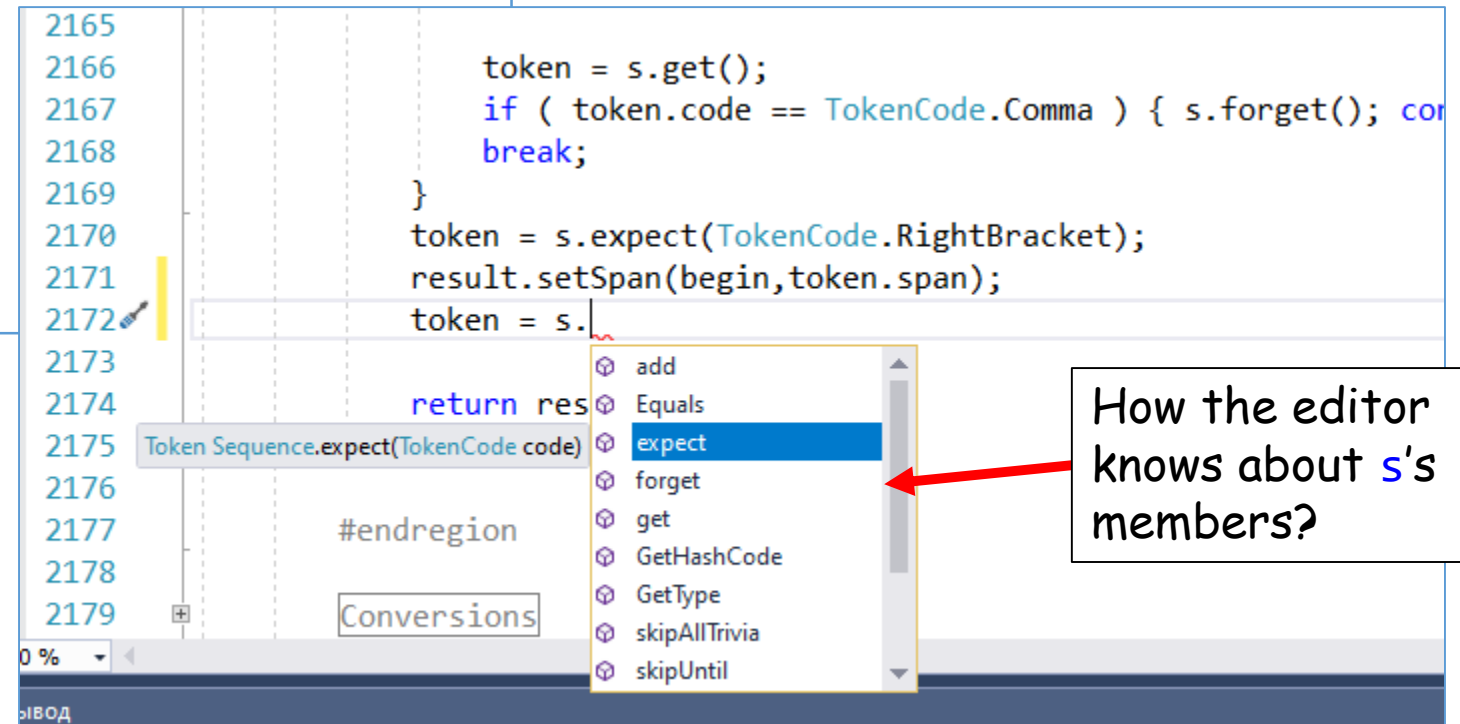 2165
2166 token = s.get();
2167 if ( token.code == TokenCode.Comma ) { s.forget();
2168 break;
2169 }
2170 token = s.expect(TokenCode.RightBracket);
2171 result.setSpan(begin,token.span);
2172 token = s.
2173
2174 return res
2175
2176
2177 #endregion
2178
2179 Conversions
Token Sequence.expect(TokenCode code)
add
Equals
expect
forget
get
GetHashCode
GetType
skipAllTrivia
skipUntil
How the editor
knows about s's
members?
0 %
ывод